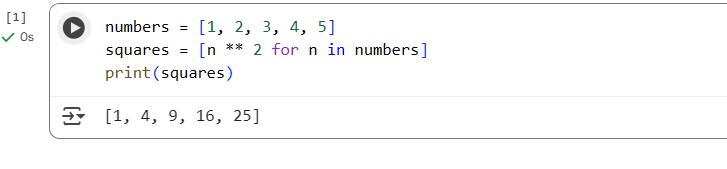 [1]
0s
numbers = [1, 2, 3, 4, 5]
squares = [n ** 2 for n in numbers]
print(squares)
[1, 4, 9, 16, 25]